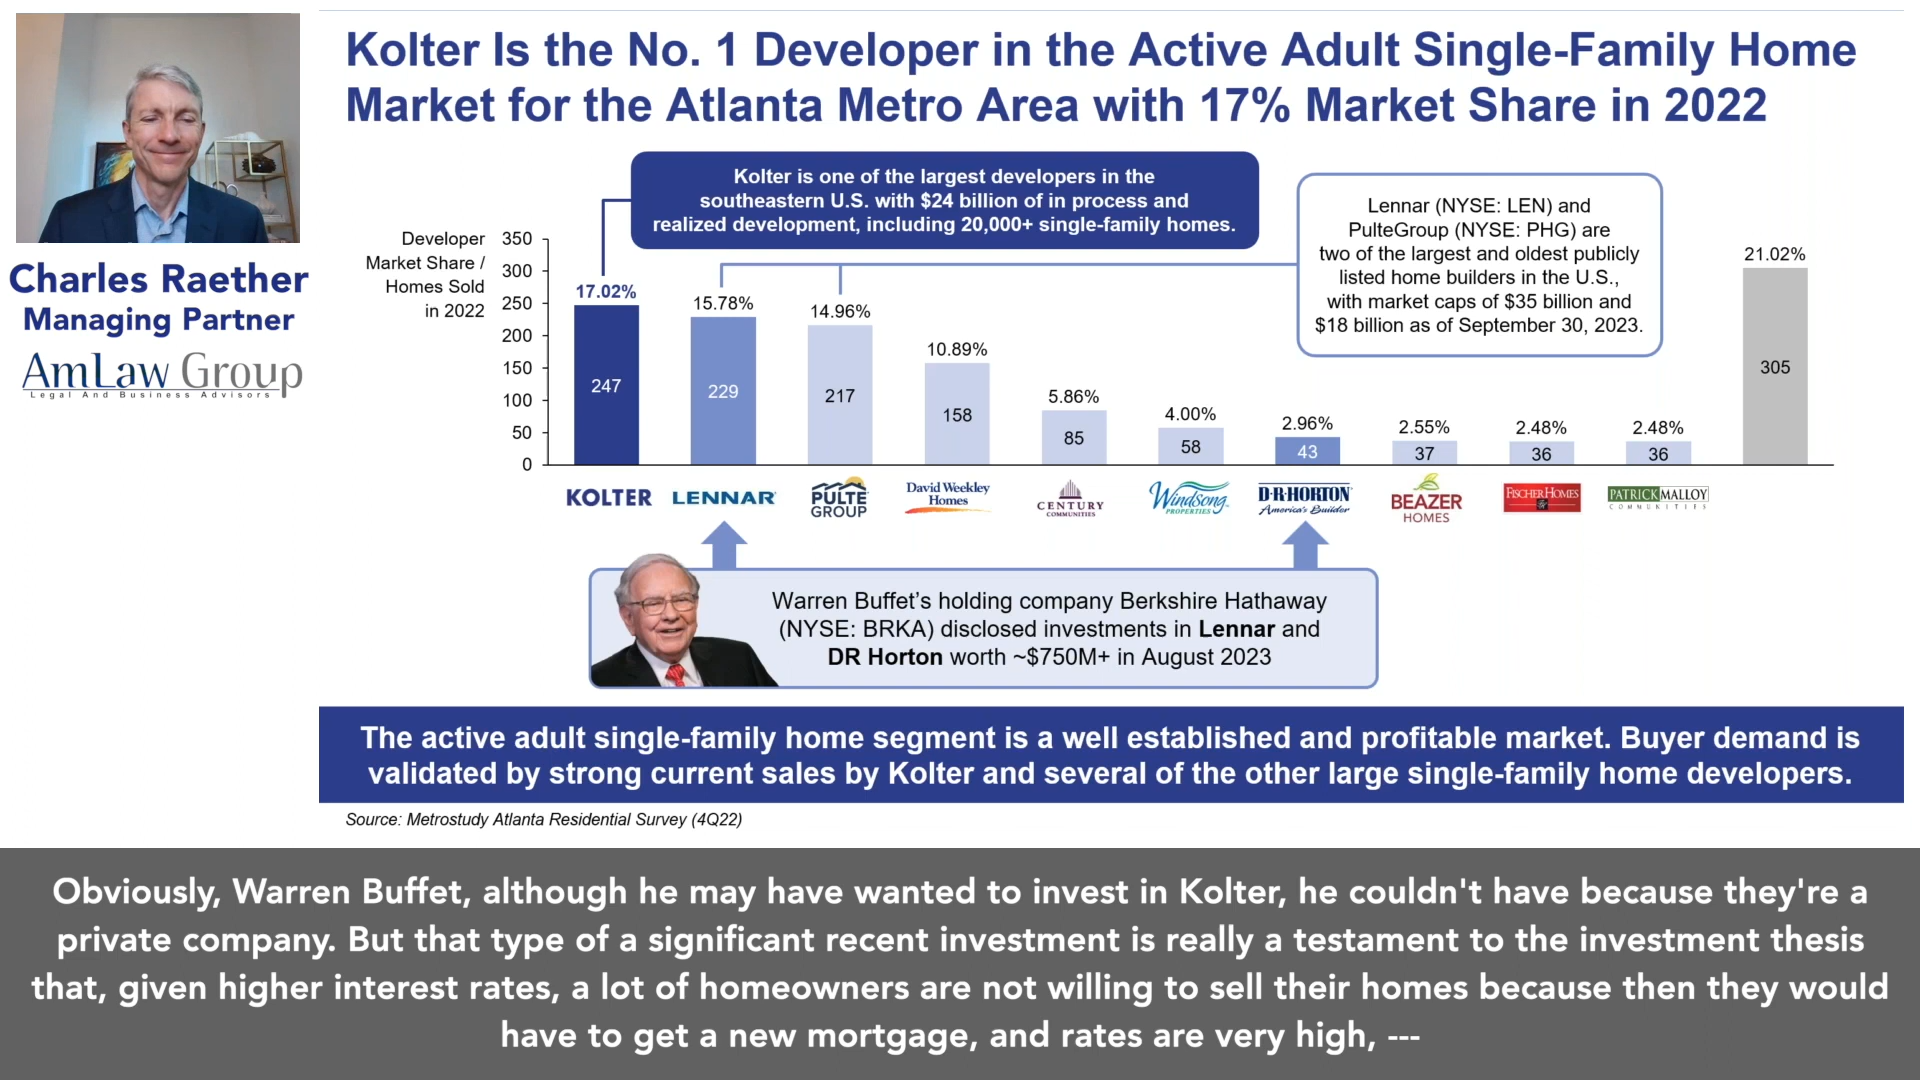 Kolter Is the No. 1 Developer in the Active Adult Single-Family Home
Market for the Atlanta Metro Area with 17% Market Share in 2022
Charles Raether
Managing Partner
AmLaw Group
Legal And Business Advisors
Kolter is one of the largest developers in the
southeastern U.S. with $24 billion of in process and
realized development, including 20,000+ single-family homes.
Lennar (NYSE: LEN) and
PulteGroup (NYSE: PHG) are
two of the largest and oldest publicly
listed home builders in the U.S.,
with market caps of $35 billion and
$18 billion as of September 30, 2023.
Developer
Market Share /
Homes Sold
in 2022
350
300
250
200
150
100
50
0
17.02%
15.78%
14.96%
10.89%
5.86%
4.00%
2.96%
2.55%
2.48%
2.48%
21.02%
247
229
217
158
85
58
43
37
36
36
305
KOLTER
LENNAR
PULTE
GROUP
David Weekley
Homes
CENTURY
COMMUNITIES
Windsong
PROPERTIES
D·R·HORTON
America's Builder
BEAZER
HOMES
FISCHER HOMES
PATRICK MALLOY
COMMUNITIES
Warren Buffet's holding company Berkshire Hathaway
(NYSE: BRKA) disclosed investments in Lennar and
DR Horton worth ~$750M+ in August 2023
The active adult single-family home segment is a well established and profitable market. Buyer demand is
validated by strong current sales by Kolter and several of the other large single-family home developers.
Source: Metrostudy Atlanta Residential Survey (4Q22)
Obviously, Warren Buffet, although he may have wanted to invest in Kolter, he couldn't have because they're a
private company. But that type of a significant recent investment is really a testament to the investment thesis
that, given higher interest rates, a lot of homeowners are not willing to sell their homes because then they would
have to get a new mortgage, and rates are very high, ---